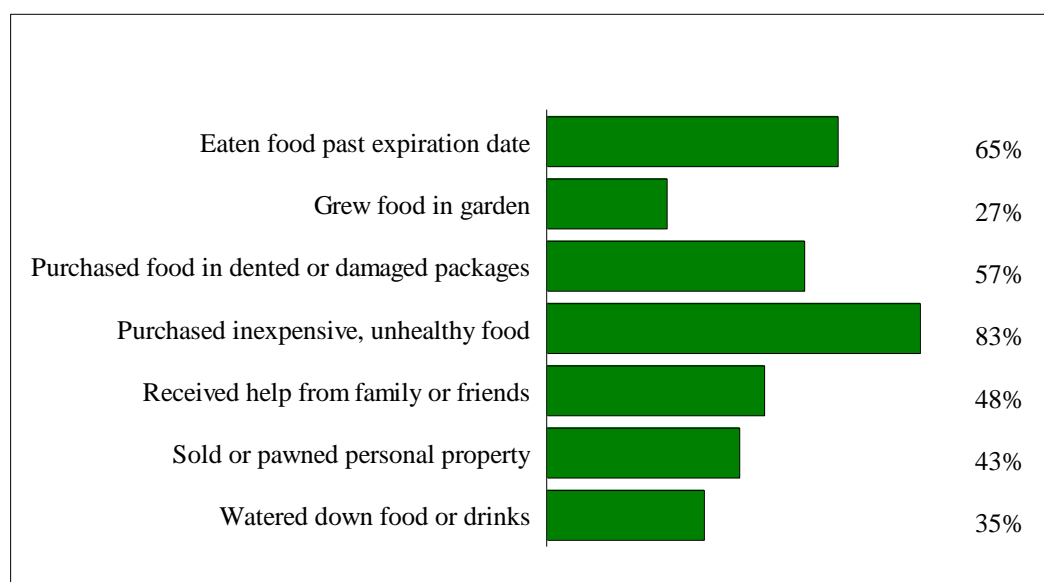 Eaten food past expiration date 65%
Grew food in garden 27%
Purchased food in dented or damaged packages 57%
Purchased inexpensive, unhealthy food 83%
Received help from family or friends 48%
Sold or pawned personal property 43%
Watered down food or drinks 35%